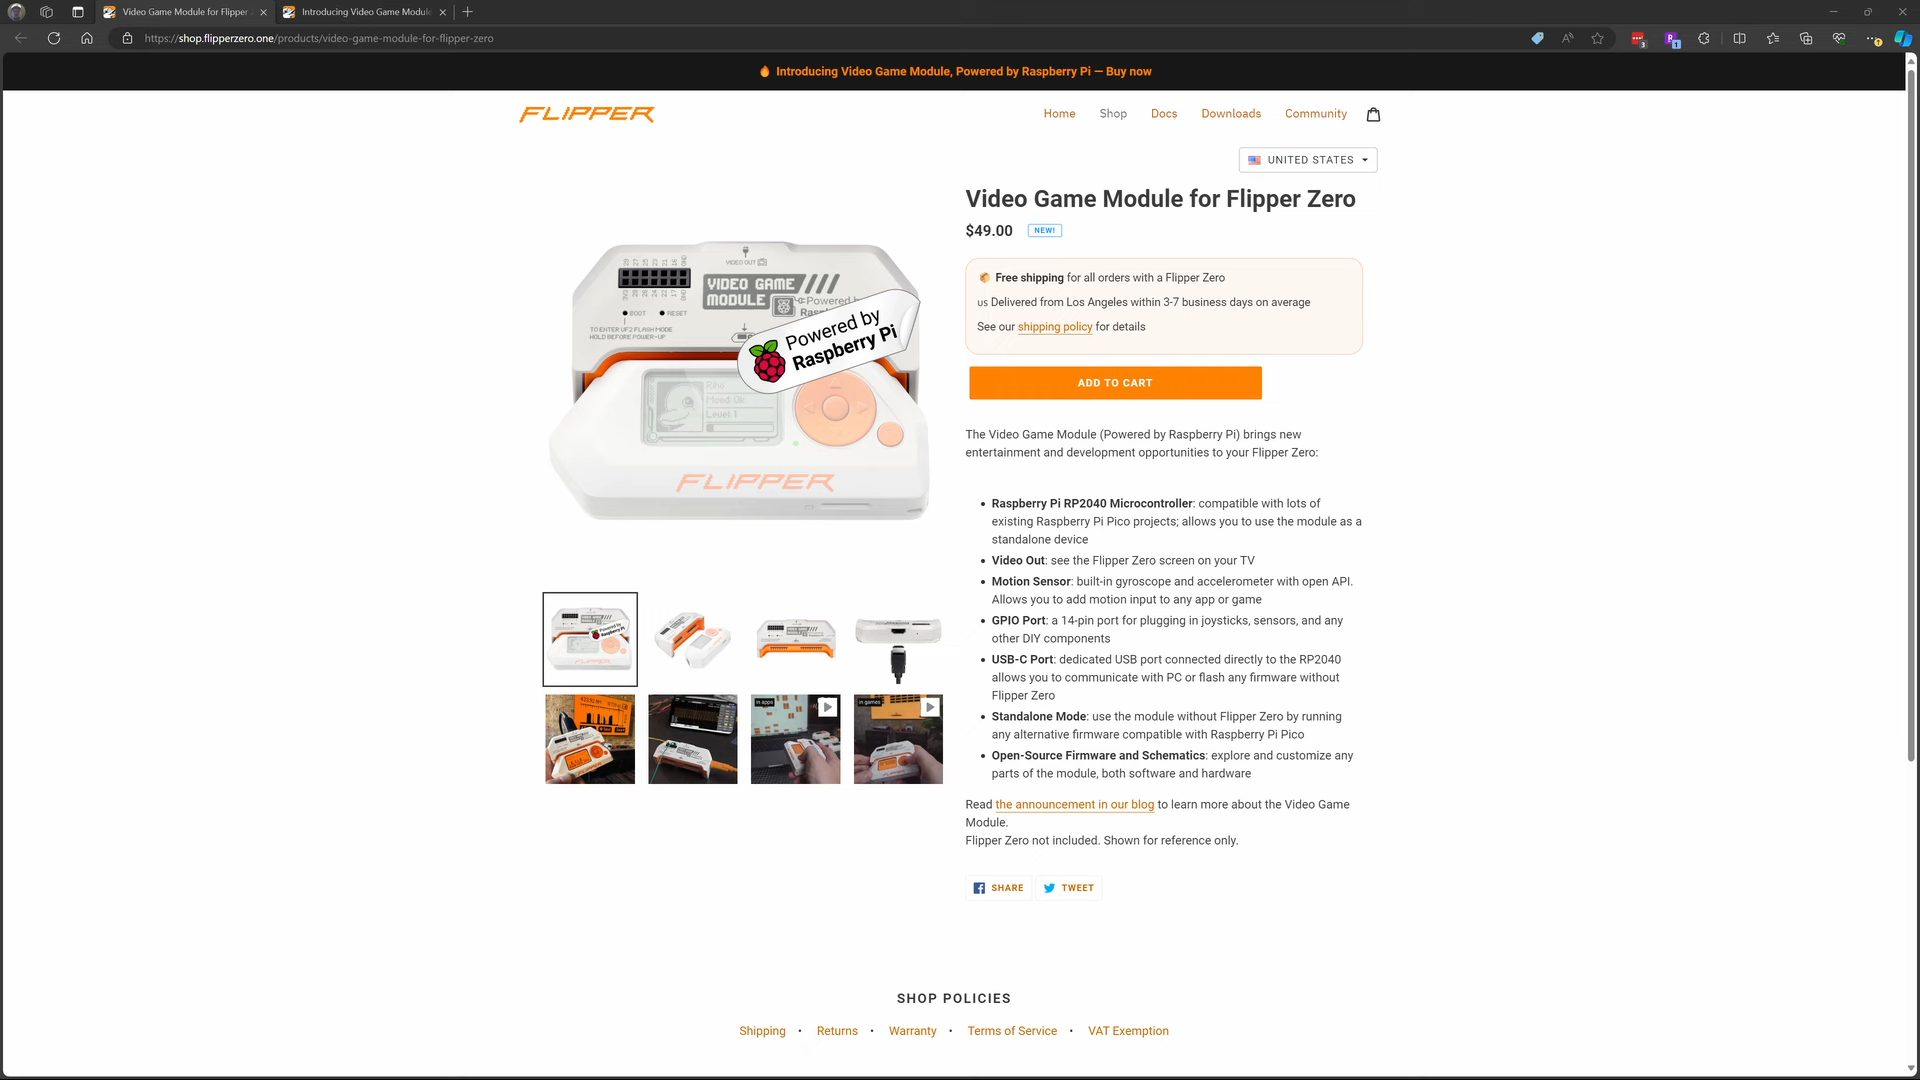 Video Game Module for Flipper
Introducing Video Game Module
https://shop.flipperzero.one/products/video-game-module-for-flipper-zero
🔥 Introducing Video Game Module, Powered by Raspberry Pi — Buy now
FLIPPER
Home
Shop
Docs
Downloads
Community
UNITED STATES
Video Game Module for Flipper Zero
$49.00
NEW!
Free shipping for all orders with a Flipper Zero
US Delivered from Los Angeles within 3-7 business days on average
See our shipping policy for details
ADD TO CART
The Video Game Module (Powered by Raspberry Pi) brings new
entertainment and development opportunities to your Flipper Zero:
• Raspberry Pi RP2040 Microcontroller: compatible with lots of
existing Raspberry Pi Pico projects; allows you to use the module as a
standalone device
• Video Out: see the Flipper Zero screen on your TV
• Motion Sensor: built-in gyroscope and accelerometer with open API.
Allows you to add motion input to any app or game
• GPIO Port: a 14-pin port for plugging in joysticks, sensors, and any
other DIY components
• USB-C Port: dedicated USB port connected directly to the RP2040
allows you to communicate with PC or flash any firmware without
Flipper Zero
• Standalone Mode: use the module without Flipper Zero by running
any alternative firmware compatible with Raspberry Pi Pico
• Open-Source Firmware and Schematics: explore and customize any
parts of the module, both software and hardware
Read the announcement in our blog to learn more about the Video Game
Module.
Flipper Zero not included. Shown for reference only.
SHARE
TWEET
VIDEO OUT
VIDEO GAME
MODULE
Powered by
Raspberry Pi
BOOT
RESET
TO ENTER UF2 FLASH MODE
HOLD BEFORE POWER-UP
Level: 1
FLIPPER
in apps
in games
SHOP POLICIES
Shipping • Returns • Warranty • Terms of Service • VAT Exemption